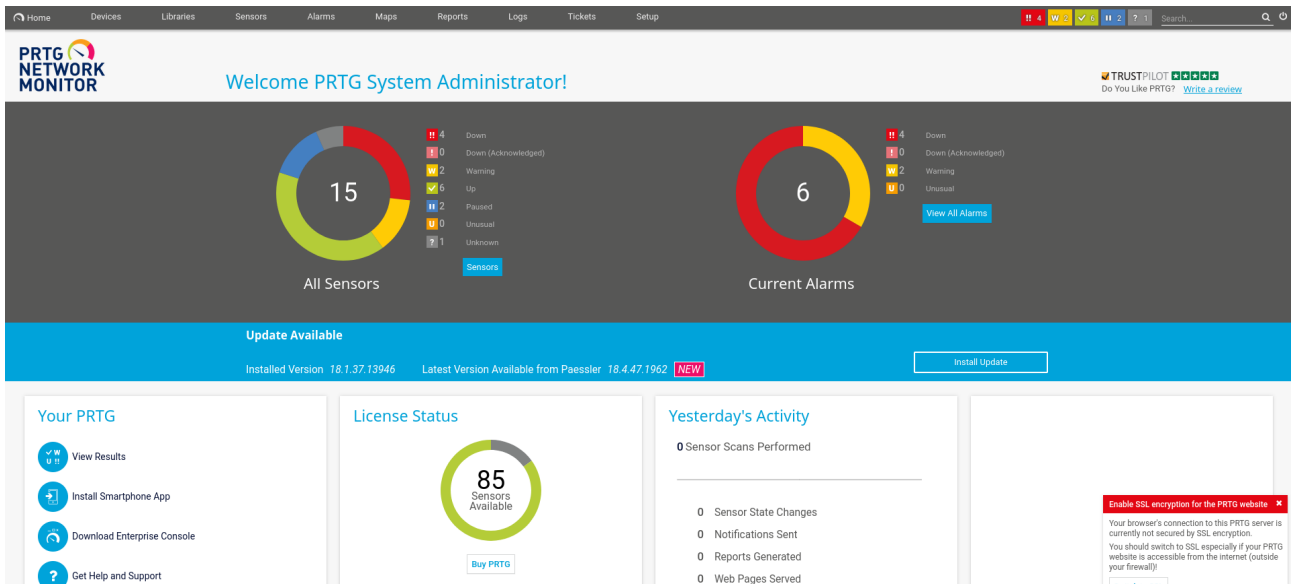 Home Devices Libraries Sensors Alarms Maps Reports Logs Tickets Setup !! 4 W 2 6 2 ? 1 Search...
PRTG
NETWORK
MONITOR
Welcome PRTG System Administrator!
TRUSTPILOT
Do You Like PRTG? Write a review
15
All Sensors
!! 4 Down
! 0 Down (Acknowledged)
W 2 Warning
6 Up
2 Paused
U 0 Unusual
? 1 Unknown
Sensors
6
Current Alarms
!! 4 Down
! 0 Down (Acknowledged)
W 2 Warning
U 0 Unusual
View All Alarms
Update Available
Installed Version 18.1.37.13946 Latest Version Available from Paessler 18.4.47.1962 NEW
Install Update
Your PRTG
View Results
Install Smartphone App
Download Enterprise Console
Get Help and Support
License Status
85
Sensors
Available
Buy PRTG
Yesterday's Activity
0 Sensor Scans Performed
0 Sensor State Changes
0 Notifications Sent
0 Reports Generated
0 Web Pages Served
Enable SSL encryption for the PRTG website
Your browser's connection to this PRTG server is
currently not secured by SSL encryption.
You should switch to SSL especially if your PRTG
website is accessible from the internet (outside
your firewall)!